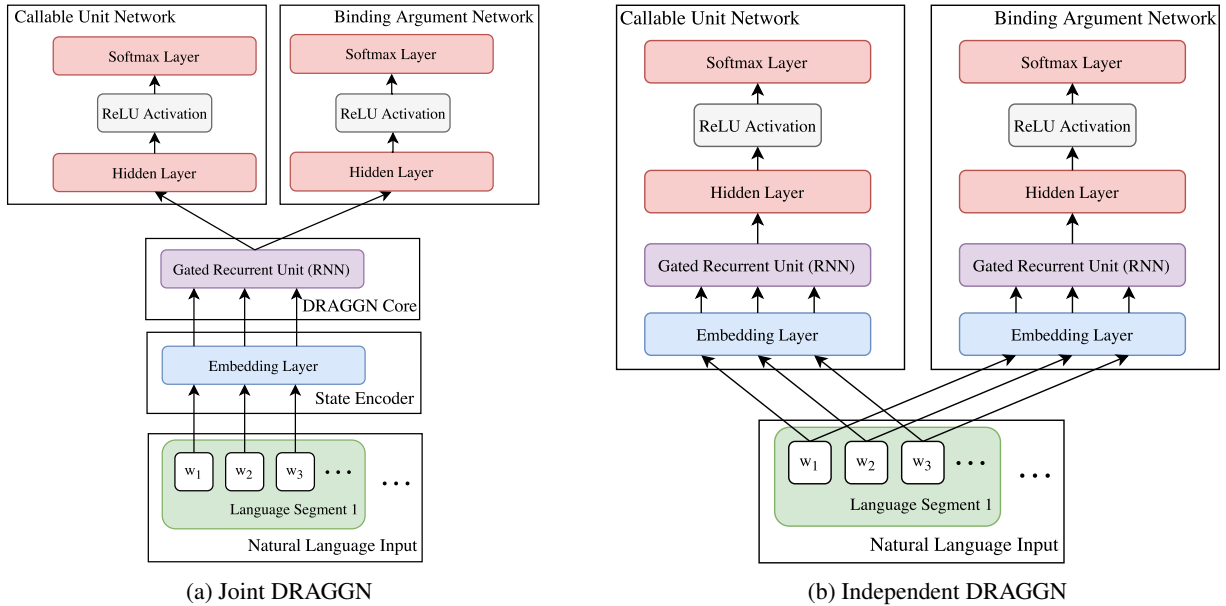 Callable Unit Network
Softmax Layer
ReLU Activation
Hidden Layer
Binding Argument Network
Softmax Layer
ReLU Activation
Hidden Layer
Gated Recurrent Unit (RNN)
DRAGGN Core
Embedding Layer
State Encoder
w1 w2 w3 ... ...
Language Segment 1
Natural Language Input
(a) Joint DRAGGN
Callable Unit Network
Softmax Layer
ReLU Activation
Hidden Layer
Gated Recurrent Unit (RNN)
Embedding Layer
Binding Argument Network
Softmax Layer
ReLU Activation
Hidden Layer
Gated Recurrent Unit (RNN)
Embedding Layer
w1 w2 w3 ... ...
Language Segment 1
Natural Language Input
(b) Independent DRAGGN